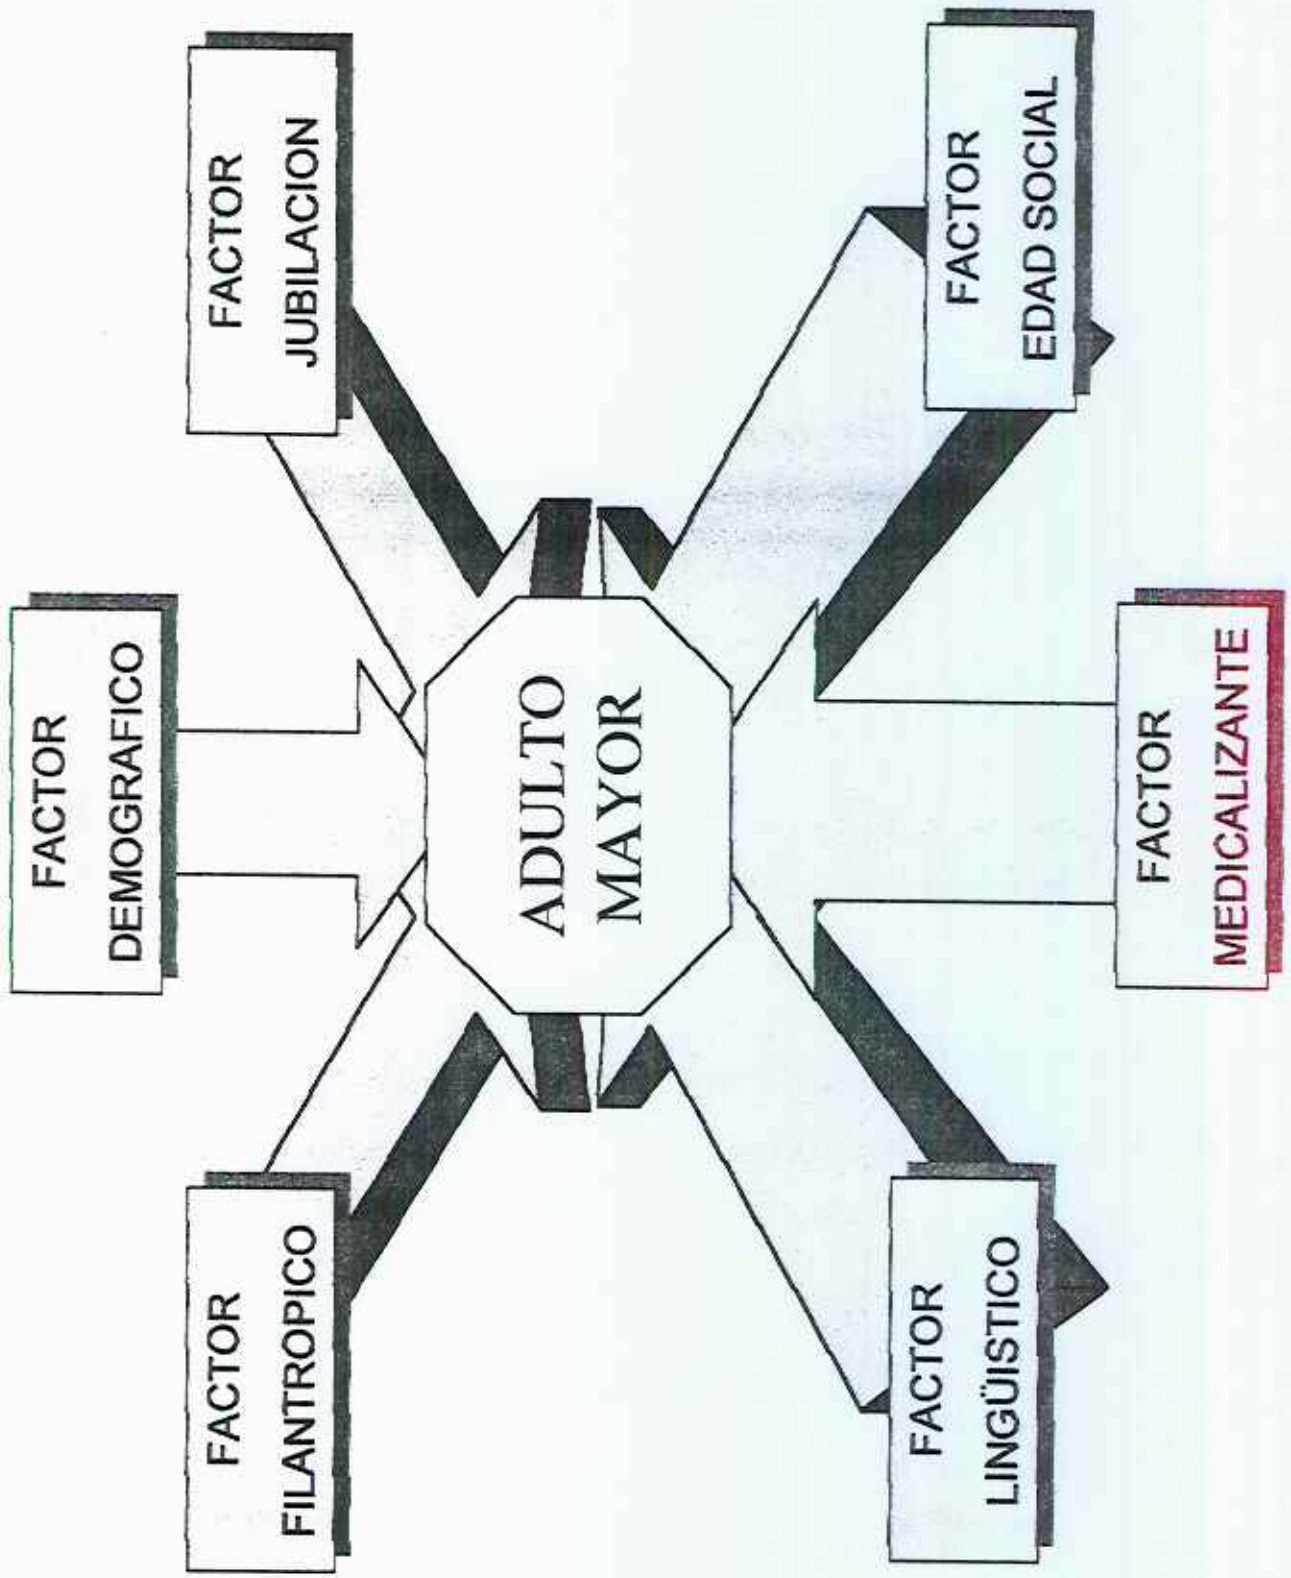 FACTOR
DEMOGRAFICO
FACTOR
FILANTROPICO
FACTOR
JUBILACION
ADULTO
MAYOR
FACTOR
LINGÜISTICO
FACTOR
EDAD SOCIAL
FACTOR
MEDICALIZANTE